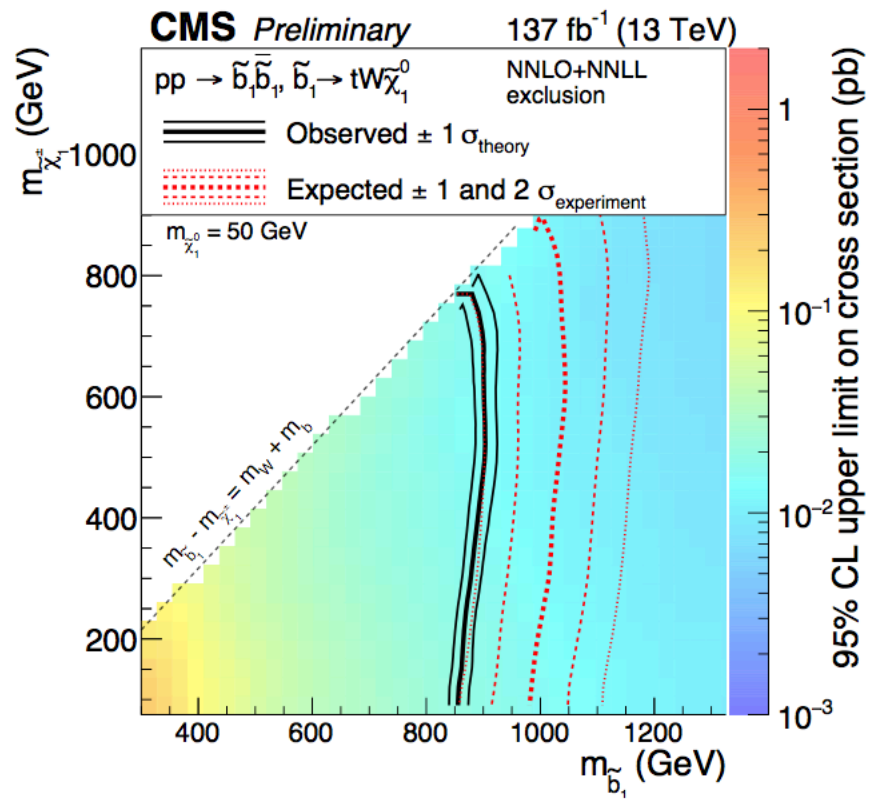 CMS Preliminary 137 fb⁻¹ (13 TeV)
pp → b̃₁b̃̅₁, b̃₁→ tWχ̃₁⁰ NNLO+NNLL exclusion
Observed ± 1 σtheory
Expected ± 1 and 2 σexperiment
mχ̃₁⁰ = 50 GeV
mb̃₁ - mχ̃₁± = mW + mb
mχ̃₁± (GeV)
1000
800
600
400
200
400 600 800 1000 1200
mb̃₁ (GeV)
1
10⁻¹
10⁻²
10⁻³
95% CL upper limit on cross section (pb)